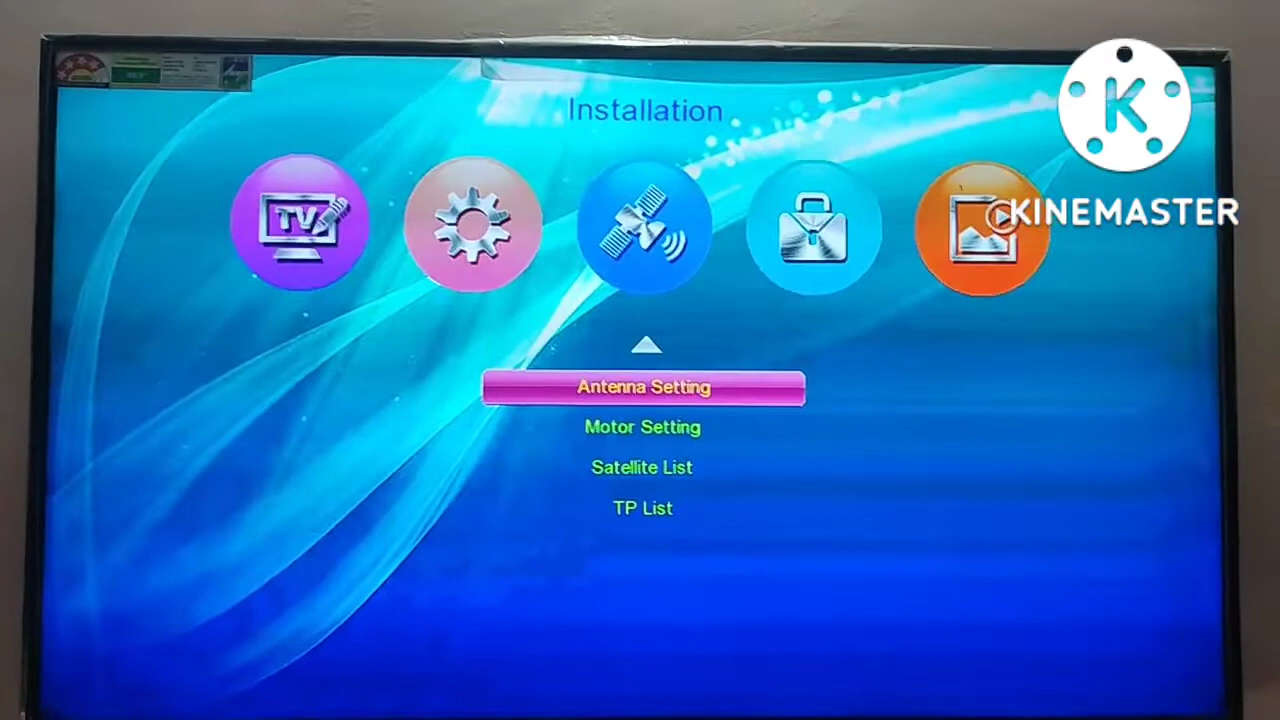 Installation
TV
K
KINEMASTER
Antenna Setting
Motor Setting
Satellite List
TP List